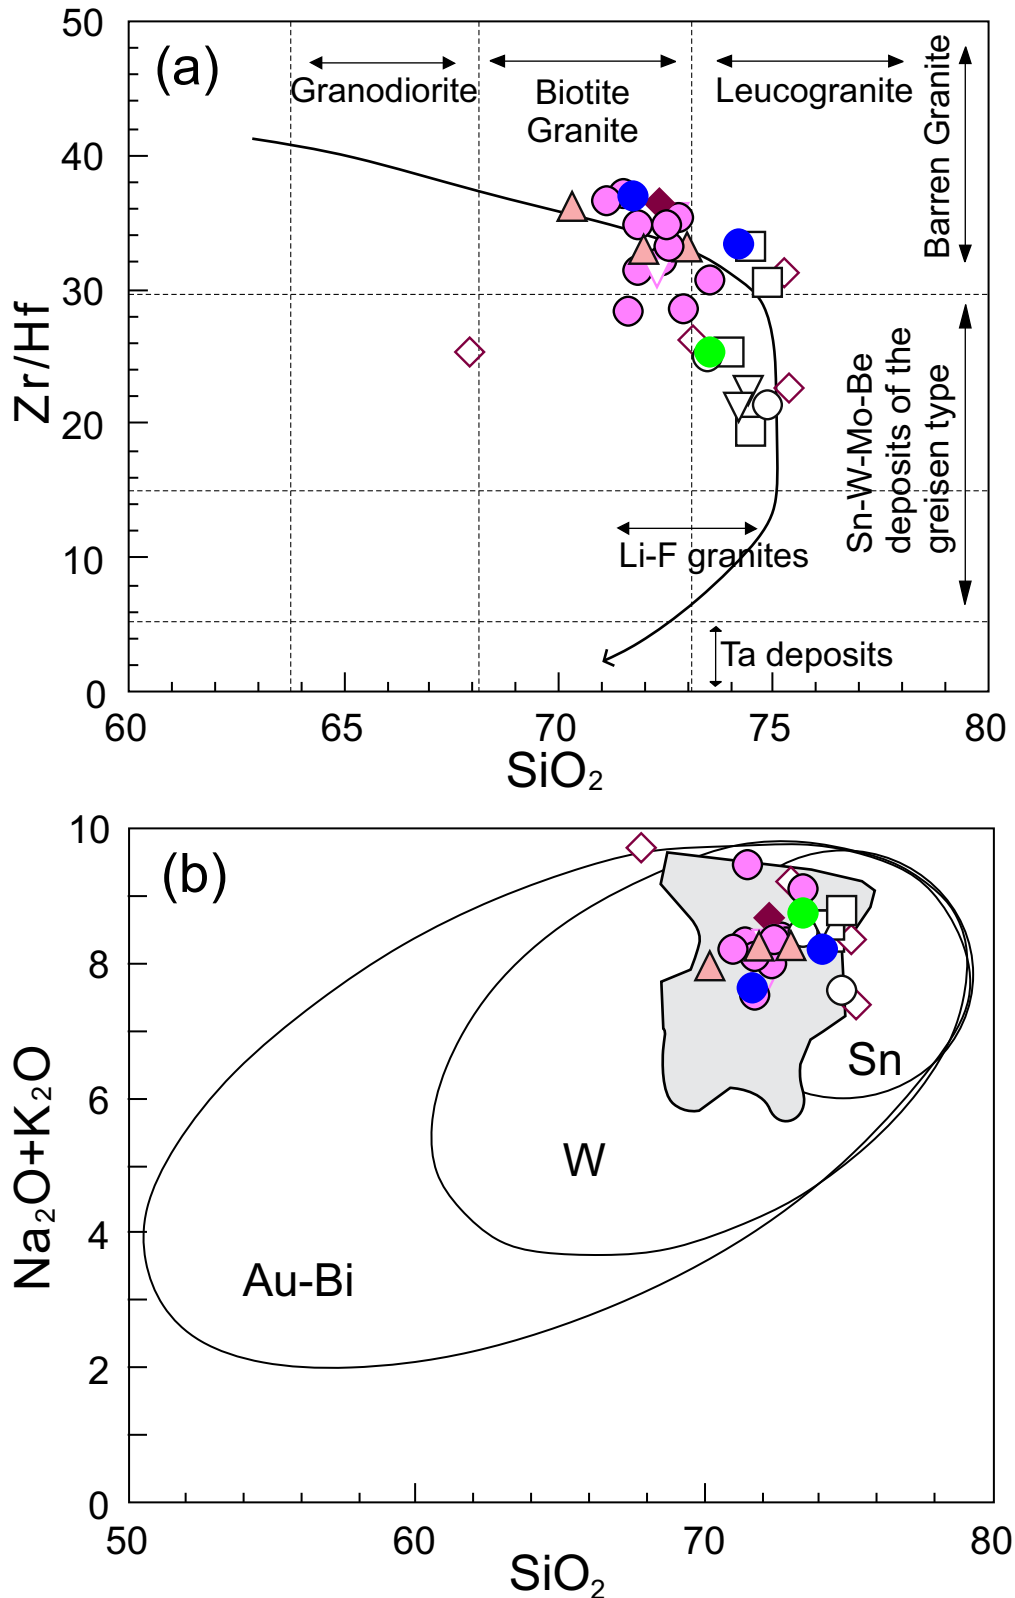 50
(a)
Granodiorite
Biotite
Granite
Leucogranite
Barren Granite
40
30
Zr/Hf
20
Sn-W-Mo-Be
deposits of the
greisen type
10
Li-F granites
Ta deposits
0
60
65
70
75
80
SiO₂
10
(b)
8
Na₂O+K₂O
6
Sn
W
4
Au-Bi
2
0
50
60
70
80
SiO₂